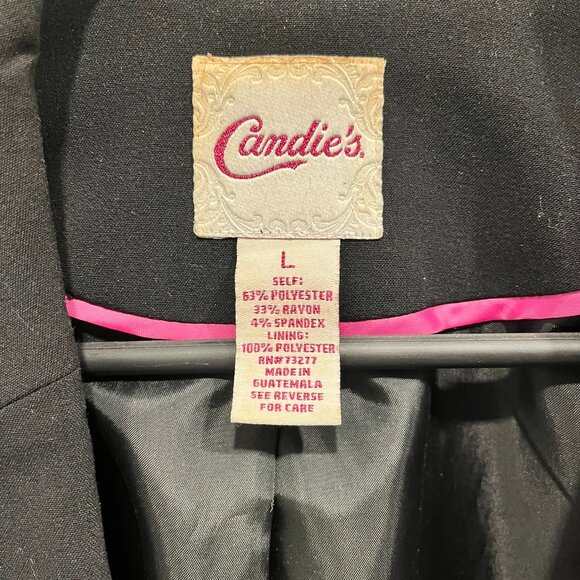 Candie's
L
SELF:
63% POLYESTER
33% RAYON
4% SPANDEX
LINING:
100% POLYESTER
RN# 73277
MADE IN
GUATEMALA
SEE REVERSE
FOR CARE